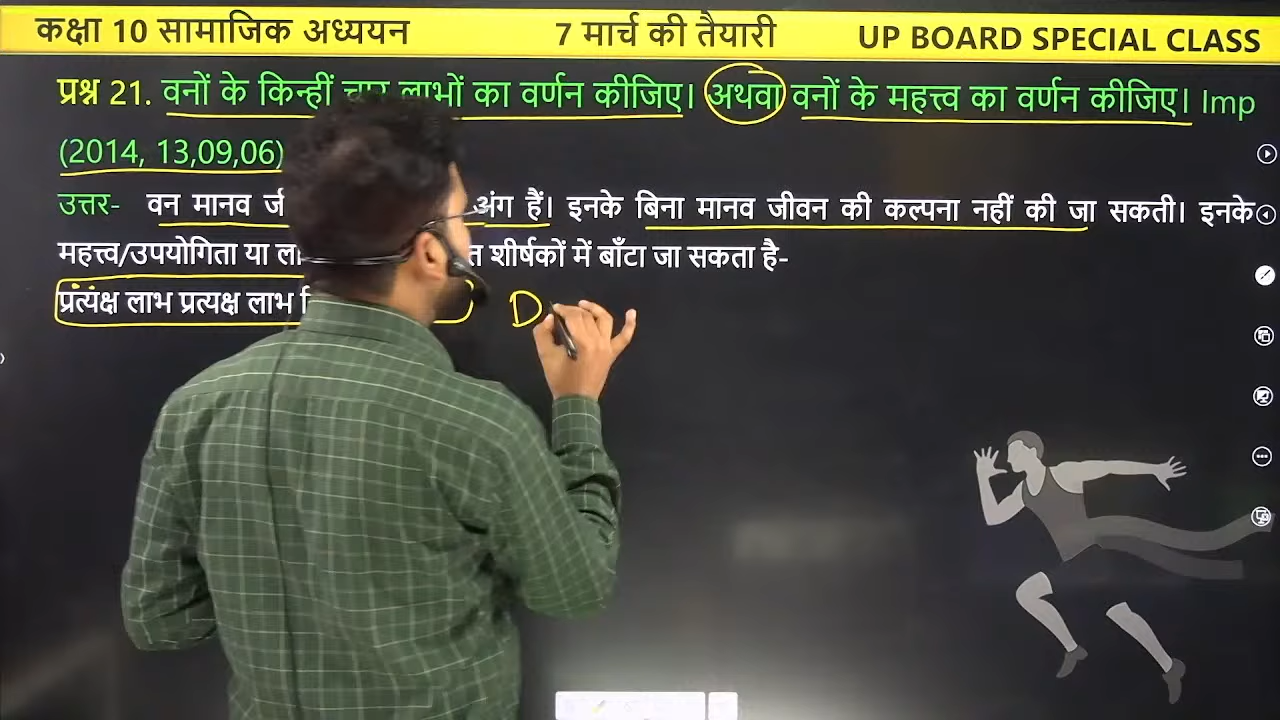 कक्षा 10 सामाजिक अध्ययन 7 मार्च की तैयारी UP BOARD SPECIAL CLASS
प्रश्न 21. वनों के किन्हीं चार लाभों का वर्णन कीजिए। अथवा वनों के महत्त्व का वर्णन कीजिए। Imp
(2014, 13,09,06)
उत्तर- वन मानव अंग हैं। इनके बिना मानव जीवन की कल्पना नहीं की जा सकती। इनके
महत्त्व/उपयोगिता या शीर्षकों में बाँटा जा सकता है-
प्रत्यक्ष लाभ प्रत्यक्ष लाभ D